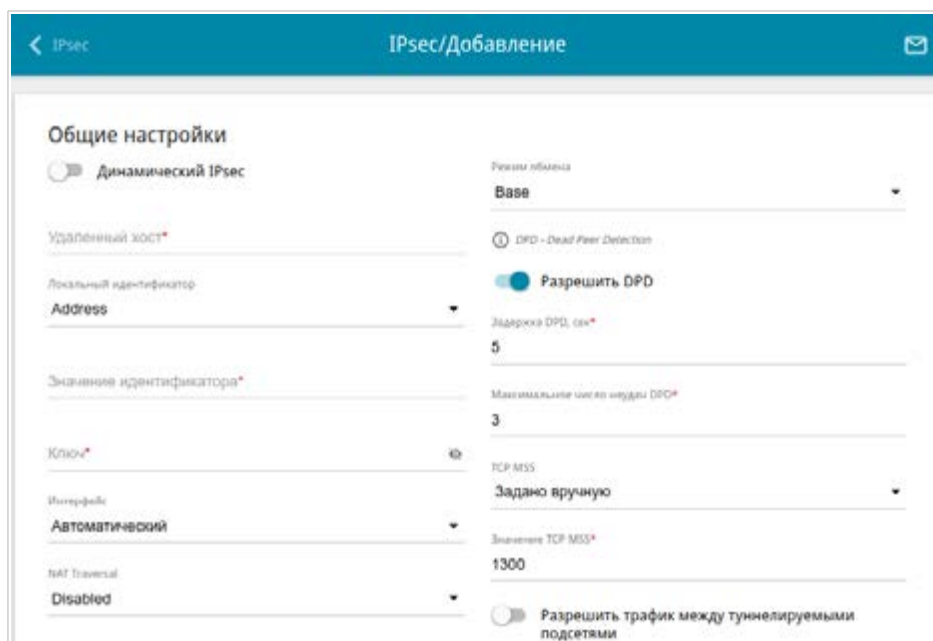 IPsec
IPsec/Добавление
Общие настройки
Динамический IPsec
Удаленный хост*
Локальный идентификатор
Address
Значение идентификатора*
Ключ*
Интерфейс
Автоматический
NAT Traversal
Disabled
Режим обмена
Base
DPD – Dead Peer Detection
Разрешить DPD
Задержка DPD, сек*
5
Максимальное число неудач DPD*
3
TCP MSS
Задано вручную
Значение TCP MSS*
1300
Разрешить трафик между туннелируемыми
подсетями